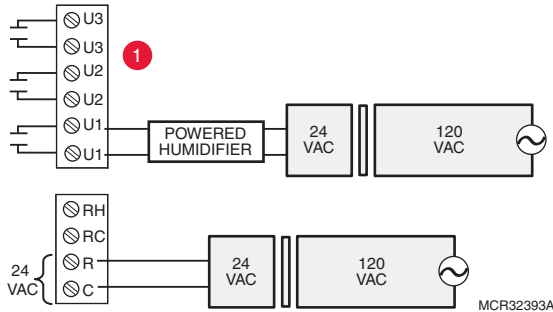 U3
U3
1
U2
U2
U1
U1
POWERED
HUMIDIFIER
24
VAC
120
VAC
RH
RC
R
C
24
VAC
24
VAC
120
VAC
MCR32393A